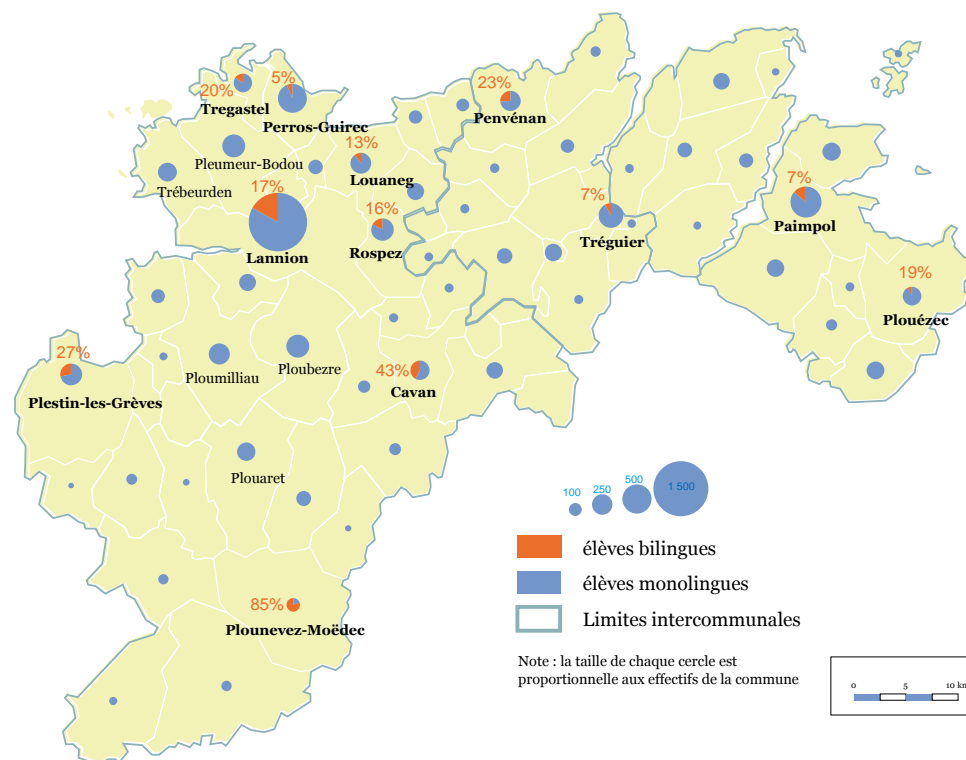 5%
20%
Tregastel
Perros-Guirec
23%
Penvénan
13%
Louaneg
Pleumeur-Bodou
Trébeurden
17%
Lannion
16%
Rospez
7%
Tréguier
7%
Paimpol
19%
Plouézec
27%
Plestin-les-Grèves
Ploumilliau
Ploubezre
43%
Cavan
Plouaret
85%
Plounevez-Moëdec
100
250
500
1 500
élèves bilingues
élèves monolingues
Limites intercommunales
Note : la taille de chaque cercle est
proportionnelle aux effectifs de la commune
0 5 10 km